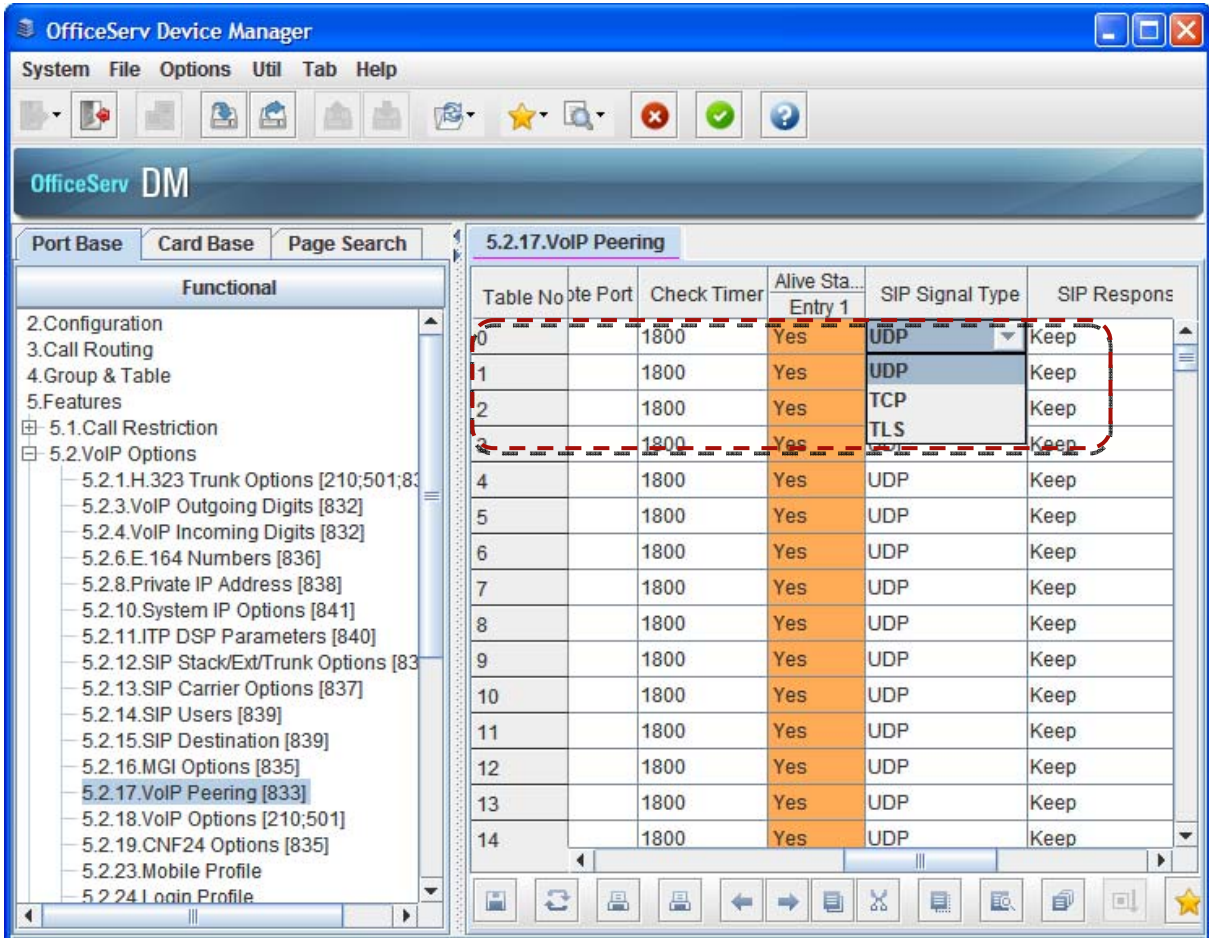 OfficeServ Device Manager
System File Options Util Tab Help
OfficeServ DM
Port Base Card Base Page Search
Functional
2.Configuration
3.Call Routing
4.Group & Table
5.Features
5.1.Call Restriction
5.2.VoIP Options
5.2.1.H.323 Trunk Options [210;501;83
5.2.3.VoIP Outgoing Digits [832]
5.2.4.VoIP Incoming Digits [832]
5.2.6.E.164 Numbers [836]
5.2.8.Private IP Address [838]
5.2.10.System IP Options [841]
5.2.11.ITP DSP Parameters [840]
5.2.12.SIP Stack/Ext/Trunk Options [83
5.2.13.SIP Carrier Options [837]
5.2.14.SIP Users [839]
5.2.15.SIP Destination [839]
5.2.16.MGI Options [835]
5.2.17.VoIP Peering [833]
5.2.18.VoIP Options [210;501]
5.2.19.CNF24 Options [835]
5.2.23.Mobile Profile
5.2.24.Login Profile
5.2.17.VoIP Peering
Table No ote Port Check Timer Alive Sta... Entry 1 SIP Signal Type SIP Respons
0 1800 Yes UDP Keep
1 1800 Yes UDP Keep
2 1800 Yes TCP Keep
3 1800 Yes TLS UDP Keep
4 1800 Yes UDP Keep
5 1800 Yes UDP Keep
6 1800 Yes UDP Keep
7 1800 Yes UDP Keep
8 1800 Yes UDP Keep
9 1800 Yes UDP Keep
10 1800 Yes UDP Keep
11 1800 Yes UDP Keep
12 1800 Yes UDP Keep
13 1800 Yes UDP Keep
14 1800 Yes UDP Keep